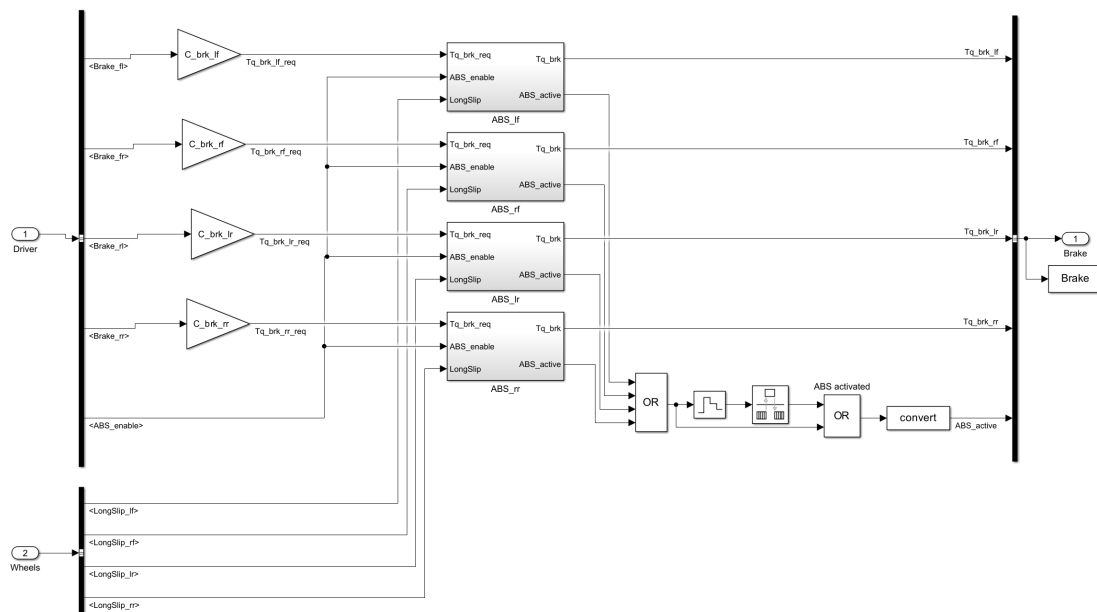 1
Driver
<Brake_fl>
<Brake_fr>
<Brake_rl>
<Brake_rr>
<ABS_enable>
C_brk_lf
Tq_brk_lf_req
C_brk_rf
Tq_brk_rf_req
C_brk_lr
Tq_brk_lr_req
C_brk_rr
Tq_brk_rr_req
Tq_brk_req
ABS_enable
LongSlip
Tq_brk
ABS_active
ABS_lf
Tq_brk_req
ABS_enable
LongSlip
Tq_brk
ABS_active
ABS_rf
Tq_brk_req
ABS_enable
LongSlip
Tq_brk
ABS_active
ABS_lr
Tq_brk_req
ABS_enable
LongSlip
Tq_brk
ABS_active
ABS_rr
OR
ABS activated
OR
convert
ABS_active
Tq_brk_lf
Tq_brk_rf
Tq_brk_lr
Tq_brk_rr
1
Brake
Brake
2
Wheels
<LongSlip_lf>
<LongSlip_rf>
<LongSlip_lr>
<LongSlip_rr>